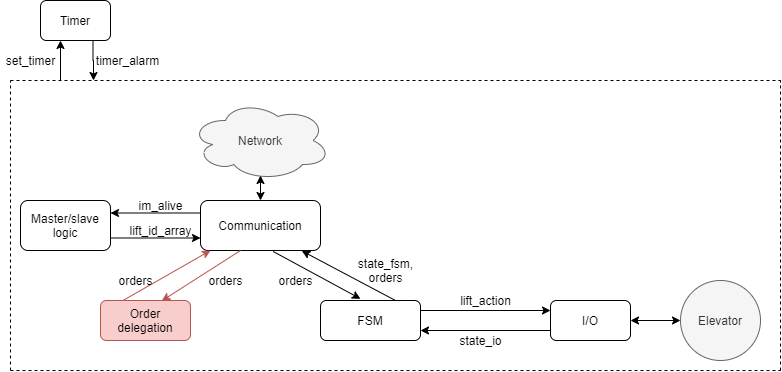 Timer
set_timer
timer_alarm
Network
Master/slave
logic
im_alive
lift_id_array
Communication
orders
orders
orders
state_fsm,
orders
Order
delegation
FSM
lift_action
state_io
I/O
Elevator